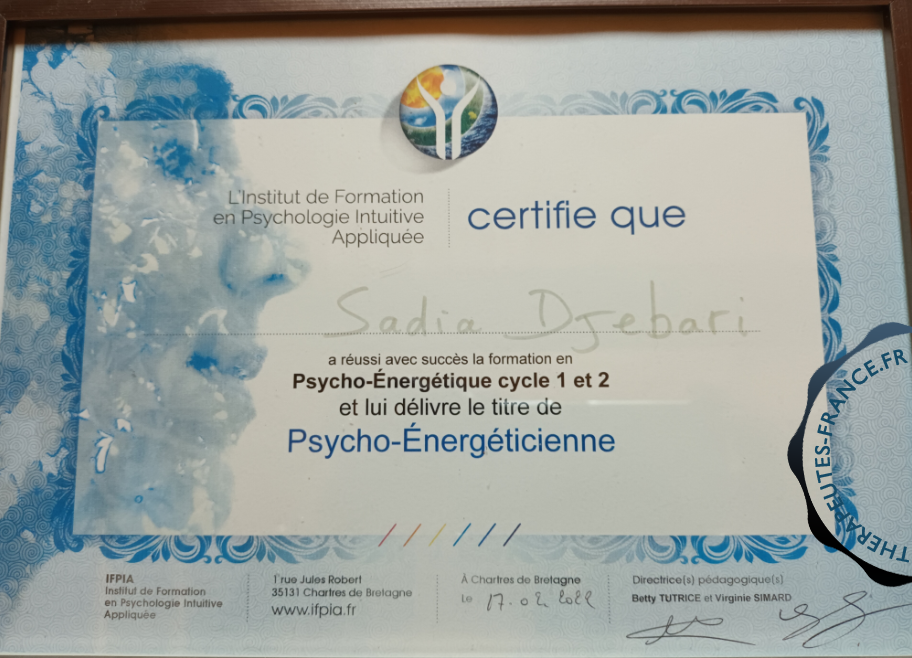 L'Institut de Formation
en Psychologie Intuitive
Appliquée
certifie que
Sadia Djebari
a réussi avec succès la formation en
Psycho-Énergétique cycle 1 et 2
et lui délivre le titre de
Psycho-Énergéticienne
IFPIA
Institut de Formation
en Psychologie Intuitive
Appliquée
1 rue Jules Robert
35131 Chartres de Bretagne
www.ifpia.fr
À Chartres de Bretagne
Le 17.02.2022
Directrice(s) pédagogique(s)
Betty TUTRICE et Virginie SIMARD
THERAPEUTES-FRANCE.FR